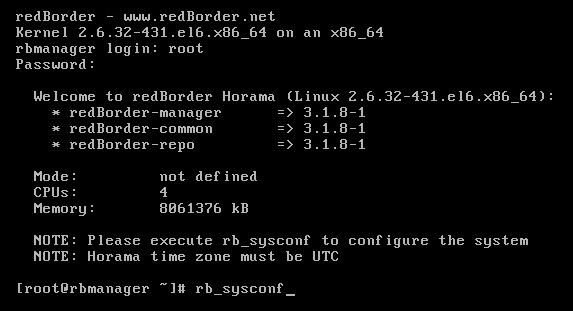 redBorder - www.redBorder.net
Kernel 2.6.32-431.el6.x86_64 on an x86_64
rbmanager login: root
Password:
Welcome to redBorder Horama (Linux 2.6.32-431.el6.x86_64):
* redBorder-manager => 3.1.8-1
* redBorder-common => 3.1.8-1
* redBorder-repo => 3.1.8-1
Mode: not defined
CPUs: 4
Memory: 8061376 kB
NOTE: Please execute rb_sysconf to configure the system
NOTE: Horama time zone must be UTC
[root@rbmanager ~]# rb_sysconf_